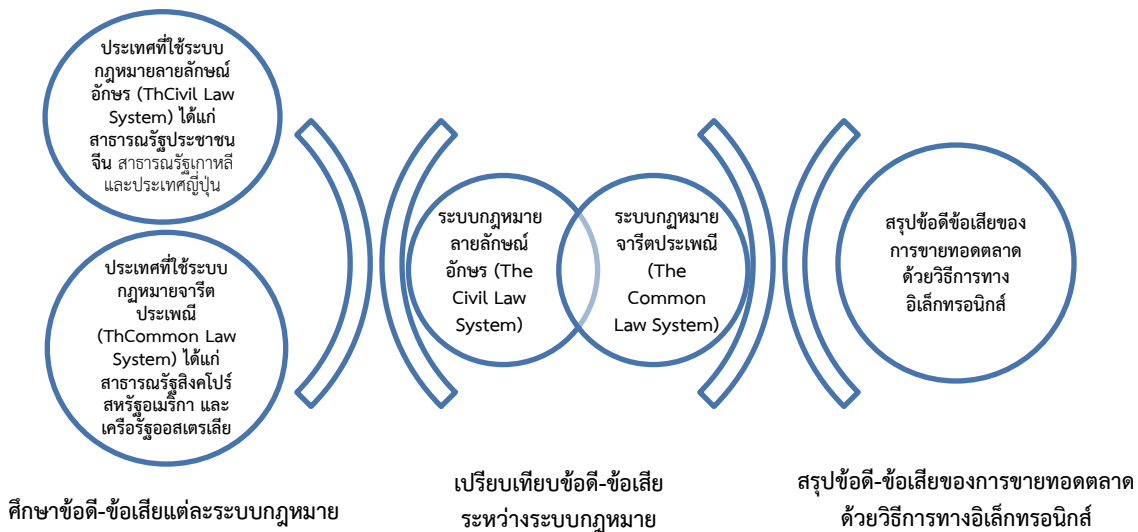 ประเทศที่ใช้ระบบ
กฎหมายลายลักษณ์
อักษร (ThCivil Law
System) ได้แก่
สาธารณรัฐประชาชน
จีน สาธารณรัฐเกาหลี
และประเทศญี่ปุ่น
ประเทศที่ใช้ระบบ
กฎหมายจารีต
ประเพณี
(ThCommon Law
System) ได้แก่
สาธารณรัฐสิงคโปร์
สหรัฐอเมริกา และ
เครือรัฐออสเตรเลีย
ศึกษาข้อดี-ข้อเสียแต่ละระบบกฎหมาย
ระบบกฎหมาย
ลายลักษณ์
อักษร (The
Civil Law
System)
ระบบกฎหมาย
จารีตประเพณี
(The
Common
Law System)
เปรียบเทียบข้อดี-ข้อเสีย
ระหว่างระบบกฎหมาย
สรุปข้อดีข้อเสียของ
การขายทอดตลาด
ด้วยวิธีการทาง
อิเล็กทรอนิกส์
สรุปข้อดี-ข้อเสียของการขายทอดตลาด
ด้วยวิธีการทางอิเล็กทรอนิกส์